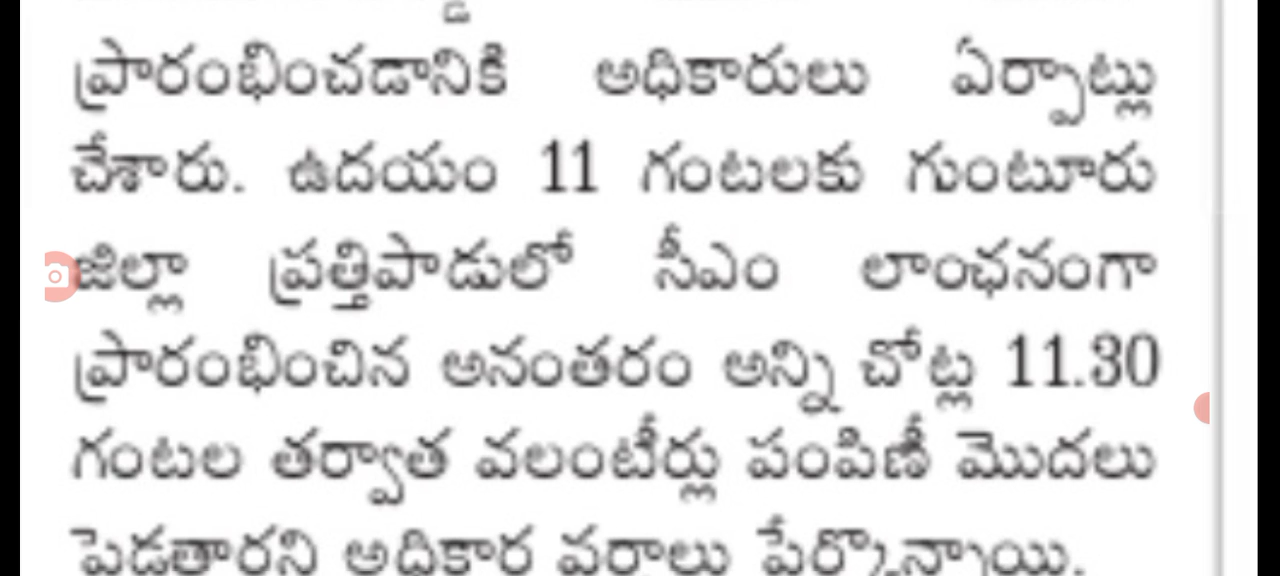 ప్రారంభించడానికి అధికారులు ఏర్పాట్లు
చేశారు. ఉదయం 11 గంటలకు గుంటూరు
జిల్లా ప్రత్తిపాడులో సీఎం లాంఛనంగా
ప్రారంభించిన అనంతరం అన్ని చోట్ల 11.30
గంటల తర్వాత వలంటీర్లు పంపిణీ మొదలు
పెడతారని అధికార వర్గాలు పేర్కొన్నాయి.